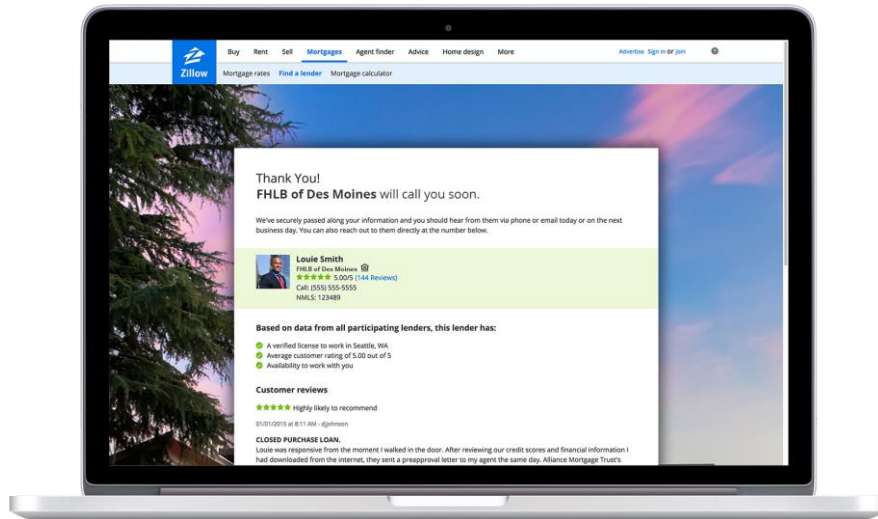 Buy Rent Sell Mortgages Agent finder Advice Home design More Advertise Sign in or Join ?
Zillow
Mortgage rates Find a lender Mortgage calculator
Thank You!
FHLB of Des Moines will call you soon.
We've securely passed along your information and you should hear from them via phone or email today or on the next
business day. You can also reach out to them directly at the number below.
Louie Smith
FHLB of Des Moines
5.00/5 (144 Reviews)
Call: (555) 555-5555
NMLS: 123489
Based on data from all participating lenders, this lender has:
A verified license to work in Seattle, WA
Average customer rating of 5.00 out of 5
Availability to work with you
Customer reviews
Highly likely to recommend
01/01/2015 at 8:11 AM - djjohnson
CLOSED PURCHASE LOAN.
Louie was responsive from the moment I walked in the door. After reviewing our credit scores and financial information I
had downloaded from the internet, they sent a preapproval letter to my agent the same day. Alliance Mortgage Trust's